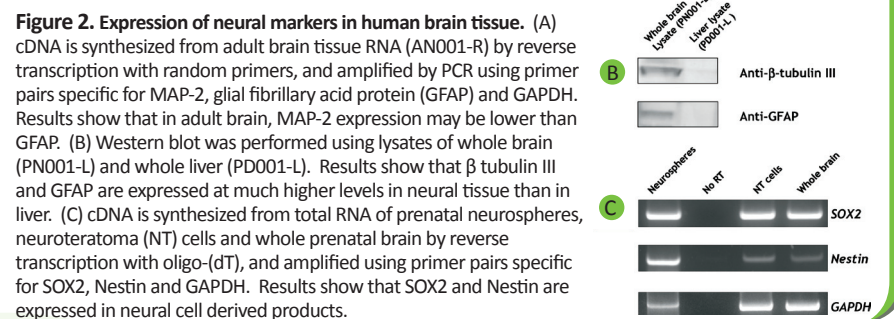 Figure 2. Expression of neural markers in human brain tissue. (A)
cDNA is synthesized from adult brain tissue RNA (AN001-R) by reverse
transcription with random primers, and amplified by PCR using primer
pairs specific for MAP-2, glial fibrillary acid protein (GFAP) and GAPDH.
Results show that in adult brain, MAP-2 expression may be lower than
GFAP. (B) Western blot was performed using lysates of whole brain
(PN001-L) and whole liver (PD001-L). Results show that β tubulin III
and GFAP are expressed at much higher levels in neural tissue than in
liver. (C) cDNA is synthesized from total RNA of prenatal neurospheres,
neuroteratoma (NT) cells and whole prenatal brain by reverse
transcription with oligo-(dT), and amplified using primer pairs specific
for SOX2, Nestin and GAPDH. Results show that SOX2 and Nestin are
expressed in neural cell derived products.
Whole brain
Lysate (PN001-L)
Liver lysate
(PD001-L )
B
Anti-β-tubulin III
Anti-GFAP
Neurospheres
No RT
NT cells
Whole brain
C
SOX2
Nestin
GAPDH